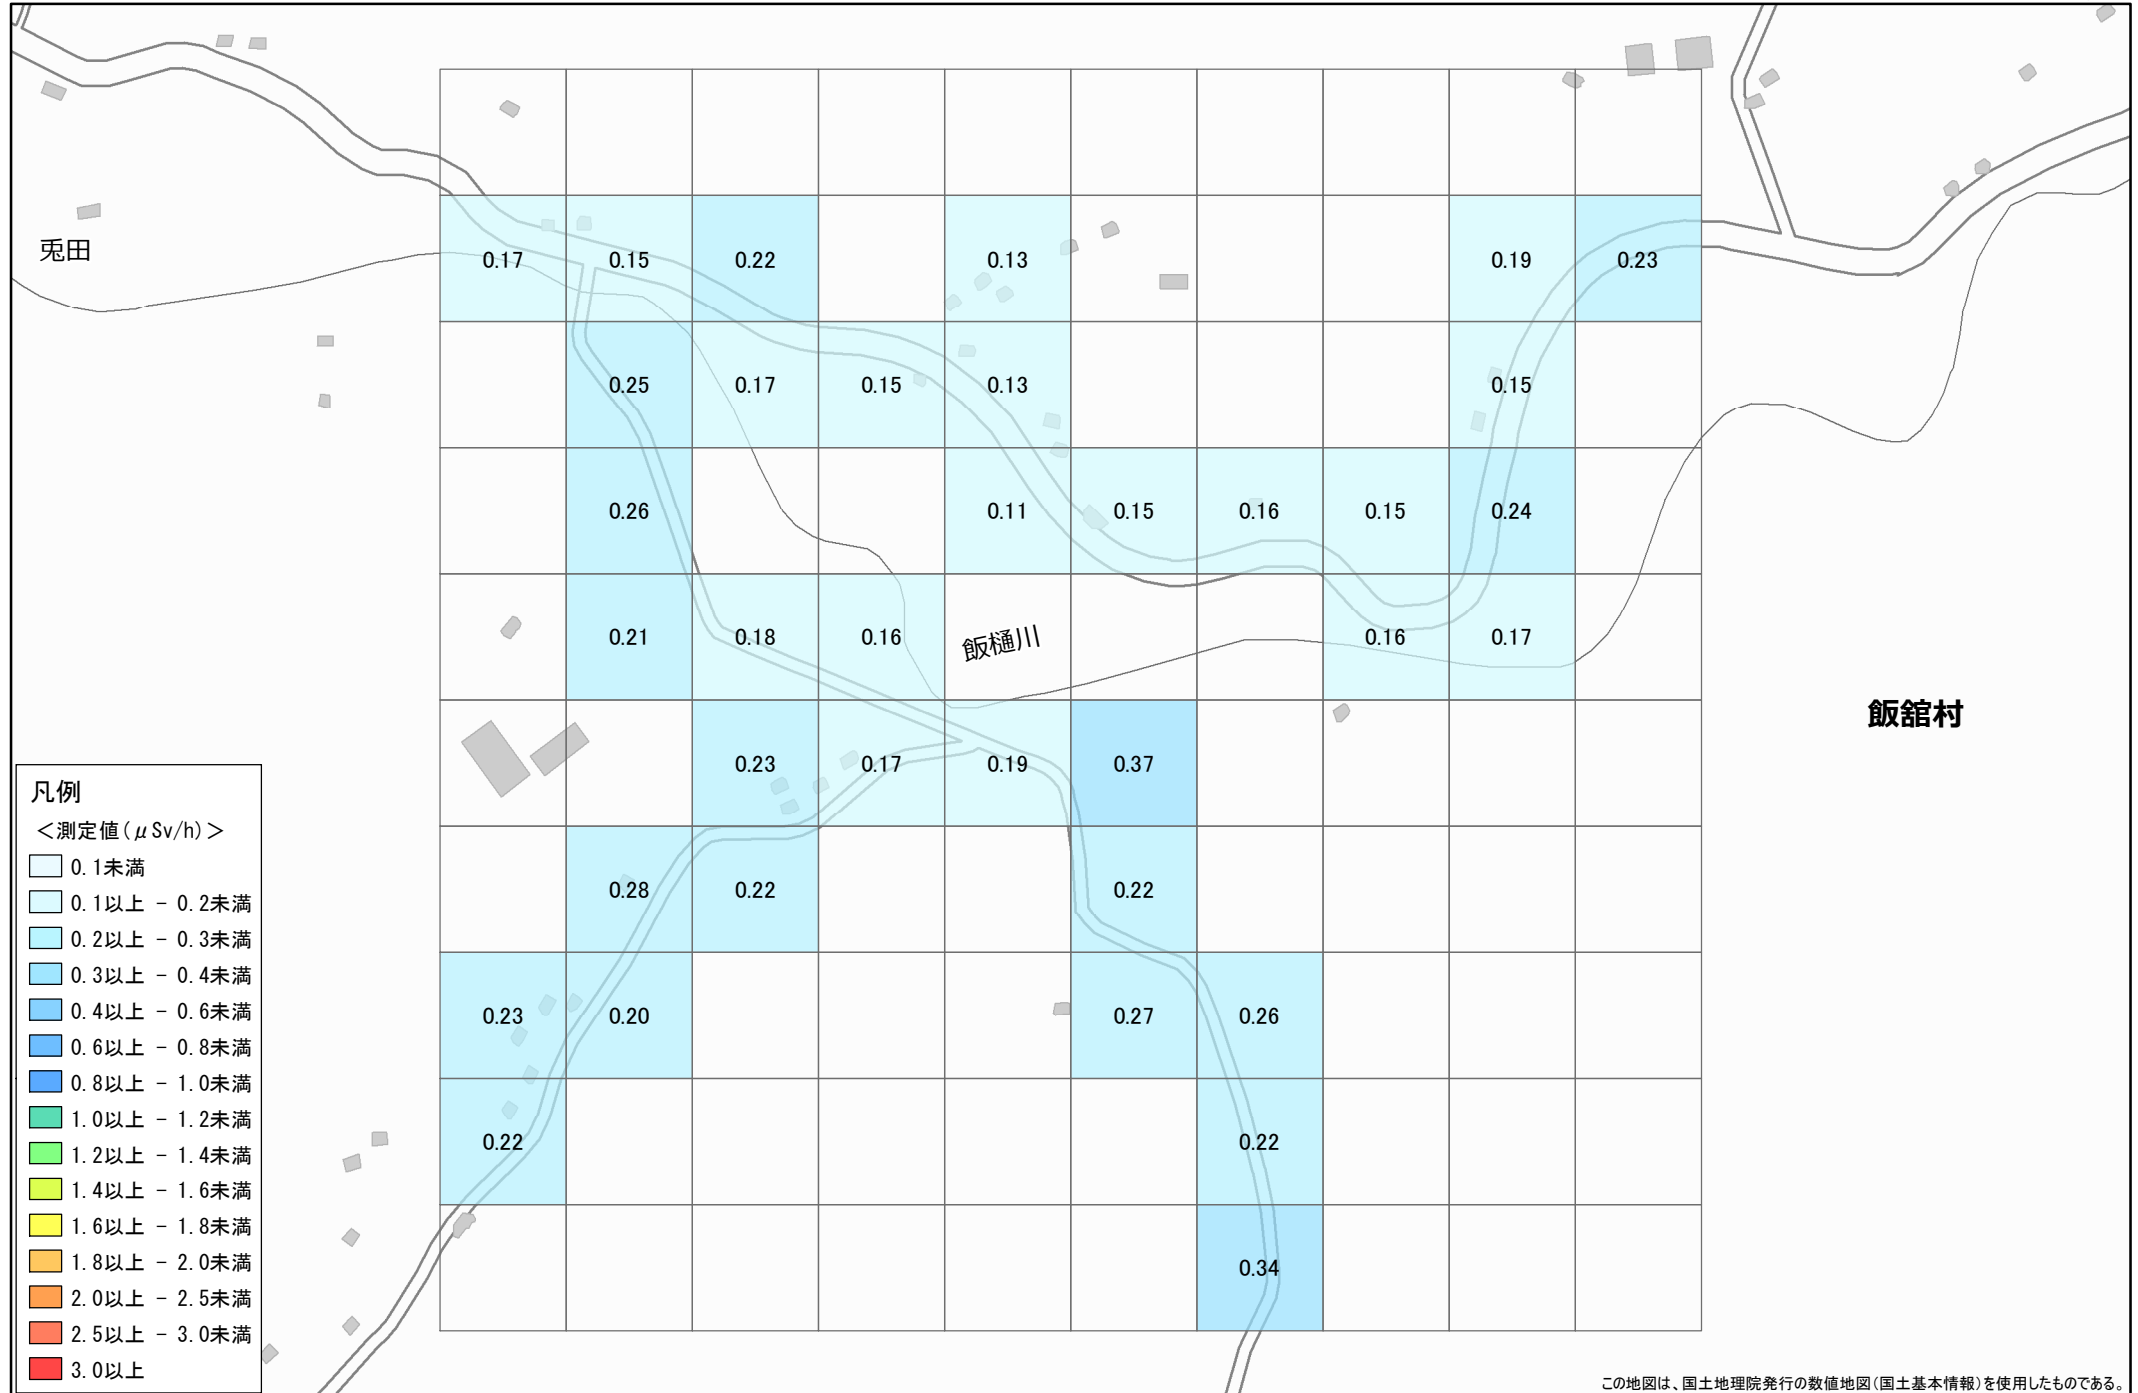 兎田
0.17 0.15 0.22 0.13 0.19 0.23
0.25 0.17 0.15 0.13 0.15
0.26 0.11 0.15 0.16 0.15 0.24
0.21 0.18 0.16 飯樋川 0.16 0.17
飯舘村
0.23 0.17 0.19 0.37
0.28 0.22 0.22
0.23 0.20 0.27 0.26
0.22 0.22
0.34
凡例
＜測定値(μSv/h)＞
0.1未満
0.1以上 - 0.2未満
0.2以上 - 0.3未満
0.3以上 - 0.4未満
0.4以上 - 0.6未満
0.6以上 - 0.8未満
0.8以上 - 1.0未満
1.0以上 - 1.2未満
1.2以上 - 1.4未満
1.4以上 - 1.6未満
1.6以上 - 1.8未満
1.8以上 - 2.0未満
2.0以上 - 2.5未満
2.5以上 - 3.0未満
3.0以上
この地図は、国土地理院発行の数値地図(国土基本情報)を使用したものである。